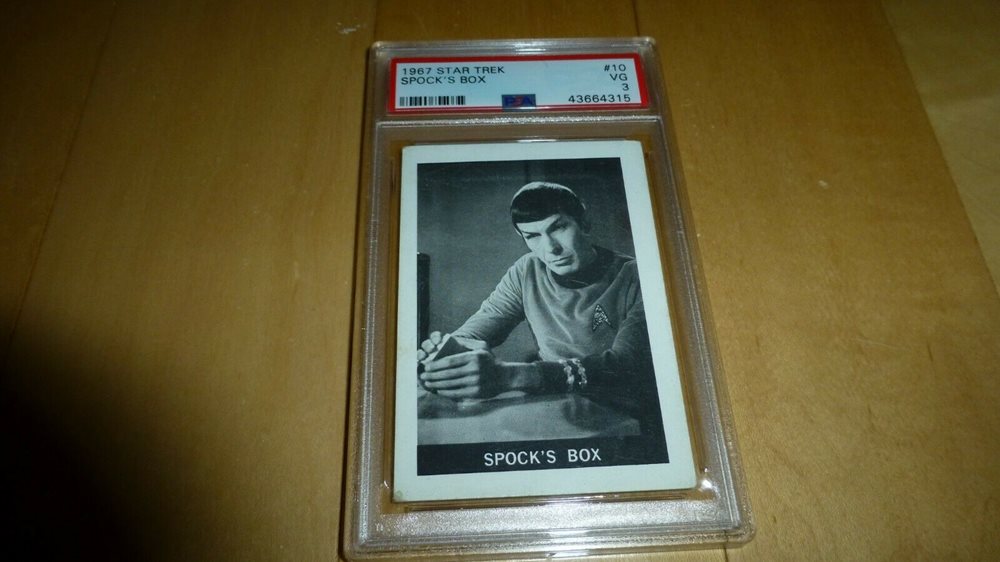 1967 STAR TREK #10
SPOCK'S BOX VG
3
PSA 43664315
SPOCK'S BOX